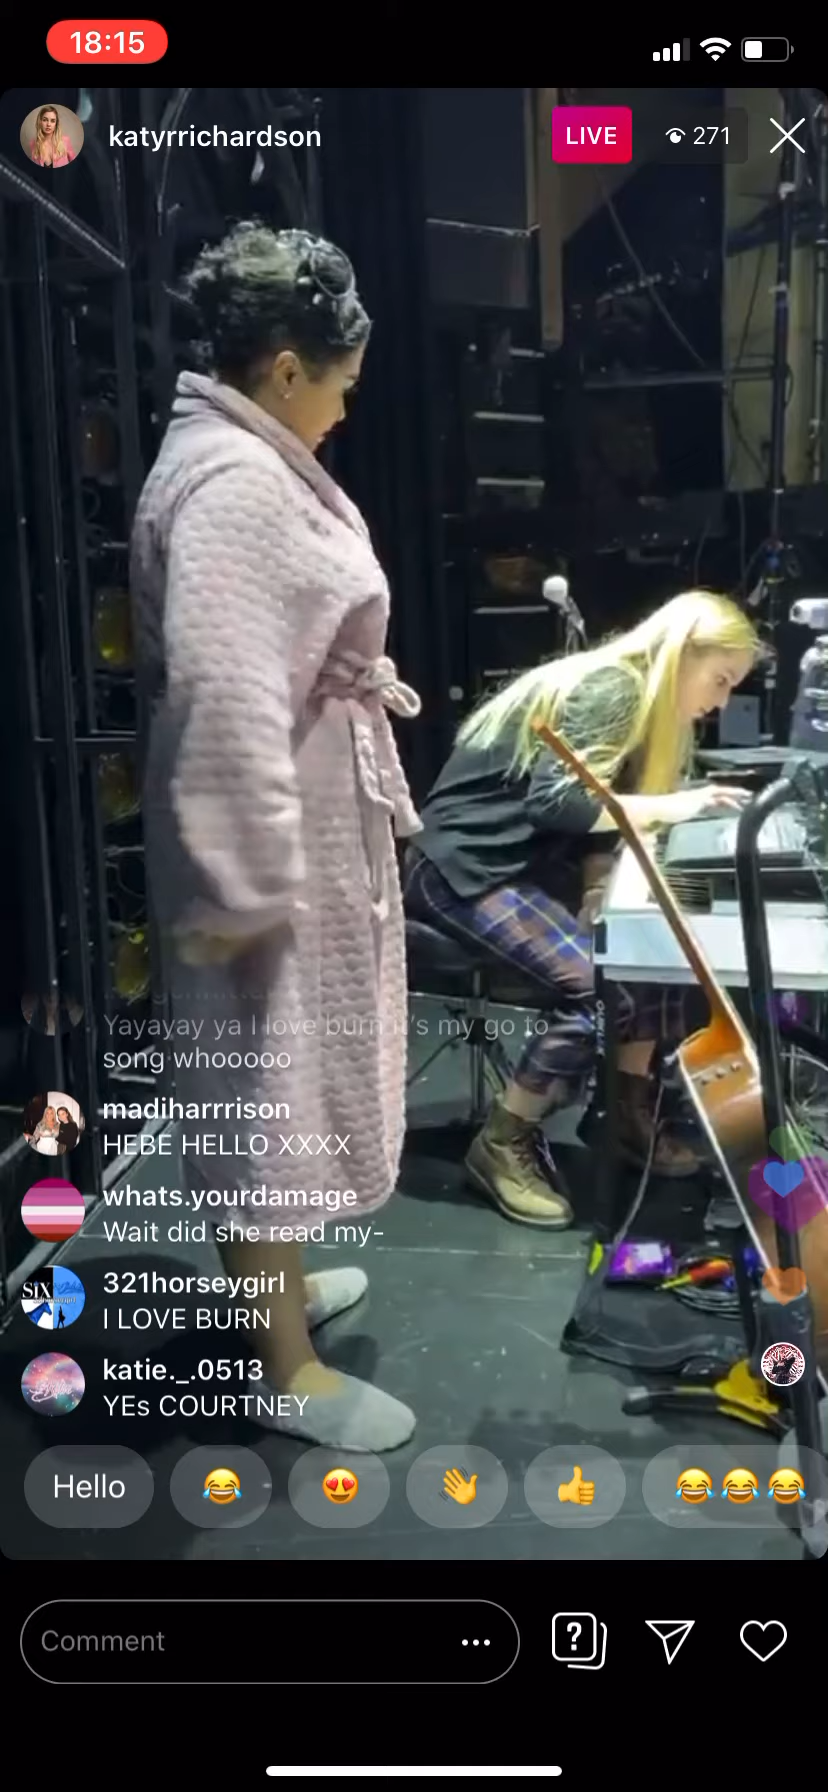 18:15
katyrrichardson
LIVE
271
Yayayay ya I love burn it's my go to
song whooooo
madiharrrison
HEBE HELLO XXXX
whats.yourdamage
Wait did she read my-
321horseygirl
I LOVE BURN
SIX
katie._.0513
YEs COURTNEY
Hello
Comment